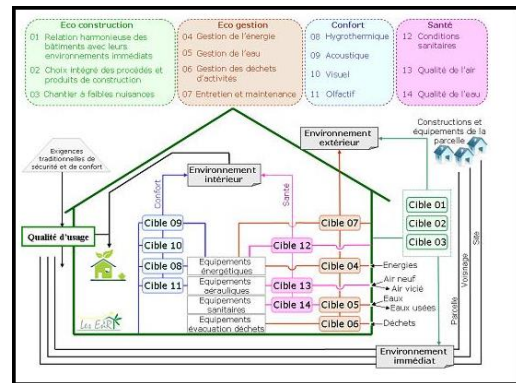 Eco construction
01 Relation harmonieuse des
bâtiments avec leurs
environnements immédiats
02 Choix intégré des procédés et
produits de construction
03 Chantier à faibles nuisances
Eco gestion
04 Gestion de l'énergie
05 Gestion de l'eau
06 Gestion des déchets
d'activités
07 Entretien et maintenance
Confort
08 Hygrothermique
09 Acoustique
10 Visuel
11 Olfactif
Santé
12 Conditions
sanitaires
13 Qualité de l'air
14 Qualité de l'eau
Exigences
traditionnelles de
sécurité et de confort
Qualité d'usage
Environnement
intérieur
Environnement
extérieur
Constructions et
équipements de la
parcelle
Confort
Santé
Cible 09
Cible 10
Cible 08
Cible 11
Equipements
énergétiques
Equipements
aérauliques
Equipements
sanitaires
Equipements
évacuation déchets
Cible 12
Cible 13
Cible 14
Cible 07
Cible 04
Cible 05
Cible 06
Cible 01
Cible 02
Cible 03
Energies
Air neuf
Air vicié
Eaux
Eaux usées
Déchets
Parcelle
Voisinage
Site
Environnement
immédiat